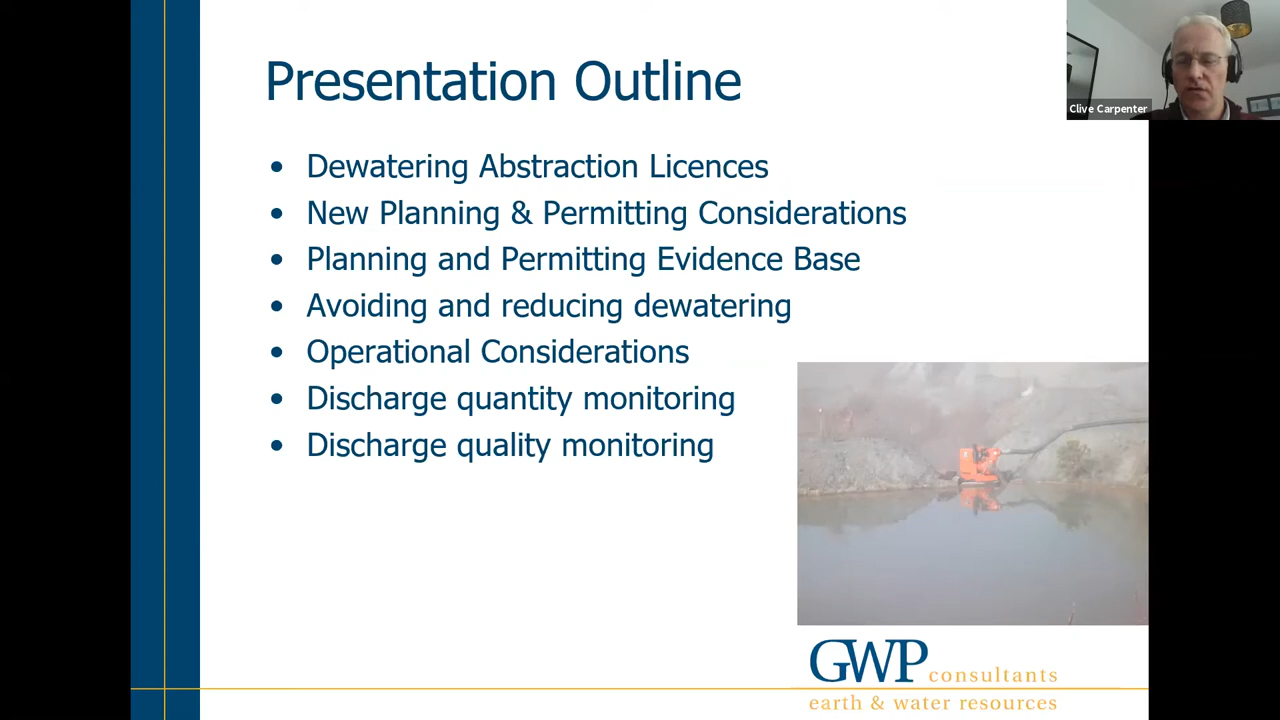 Presentation Outline
Clive Carpenter
• Dewatering Abstraction Licences
• New Planning & Permitting Considerations
• Planning and Permitting Evidence Base
• Avoiding and reducing dewatering
• Operational Considerations
• Discharge quantity monitoring
• Discharge quality monitoring
GWP consultants
earth & water resources